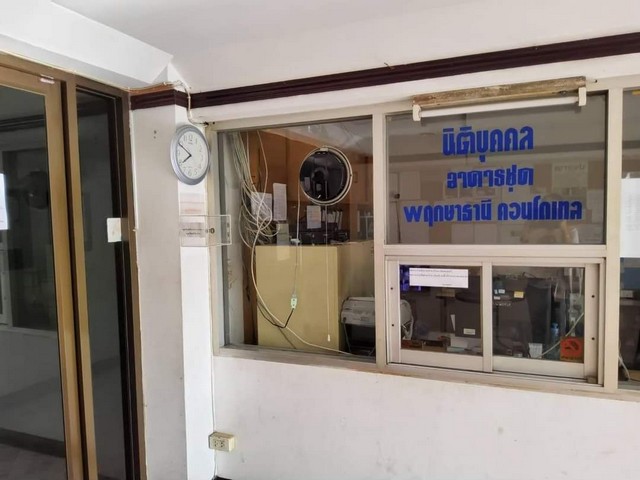 นิติบุคคล
อาคารชุด
พฤกษาธานี คอนโดเทล